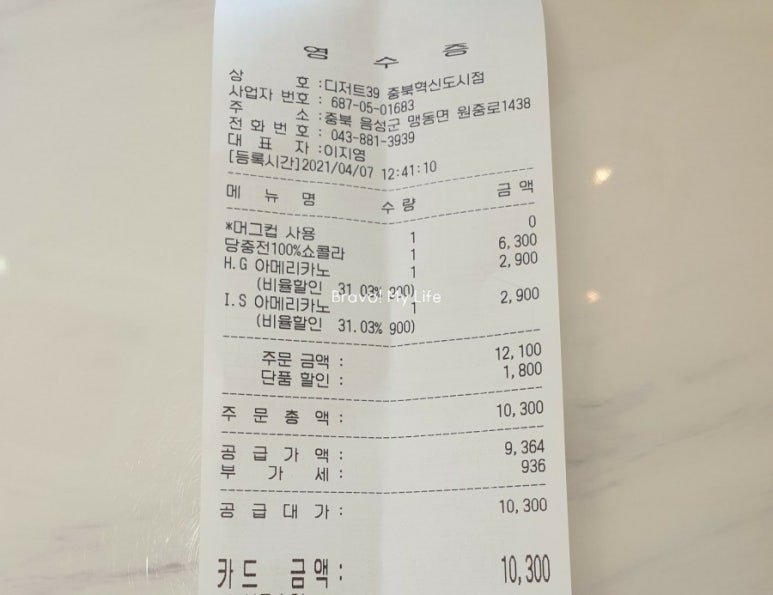 영 수 증
상 호 :디저트39 충북혁신도시점
사업자 번호 : 687-05-01683
주 소 :충북 음성군 맹동면 원중로1438
전 화 번 호 : 043-881-3939
대 표 자 :이지영
[등록시간]2021/04/07 12:41:10
메 뉴 명 수 량 금 액
*머그컵 사용 1 0
당충전100%쇼콜라 1 6,300
H.G 아메리카노 1 2,900
(비율할인 31.03% 900)
Bravo! My Life
I.S 아메리카노 1 2,900
(비율할인 31.03% 900)
주문 금액 : 12,100
단품 할인 : 1,800
주 문 총 액 : 10,300
공 급 가 액 : 9,364
부 가 세 : 936
공 급 대 가 : 10,300
카드 금액 : 10,300